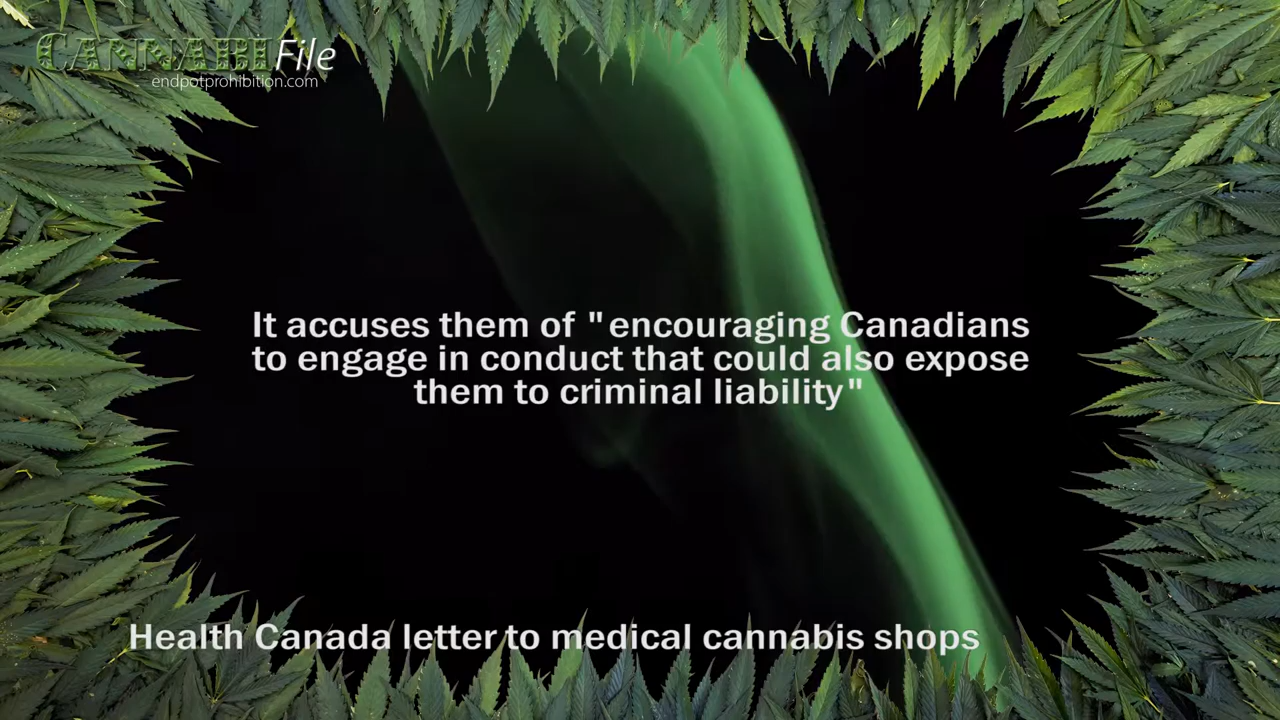 CANNABIFile
endpotprohibition.com
It accuses them of "encouraging Canadians
to engage in conduct that could also expose
them to criminal liability"
Health Canada letter to medical cannabis shops